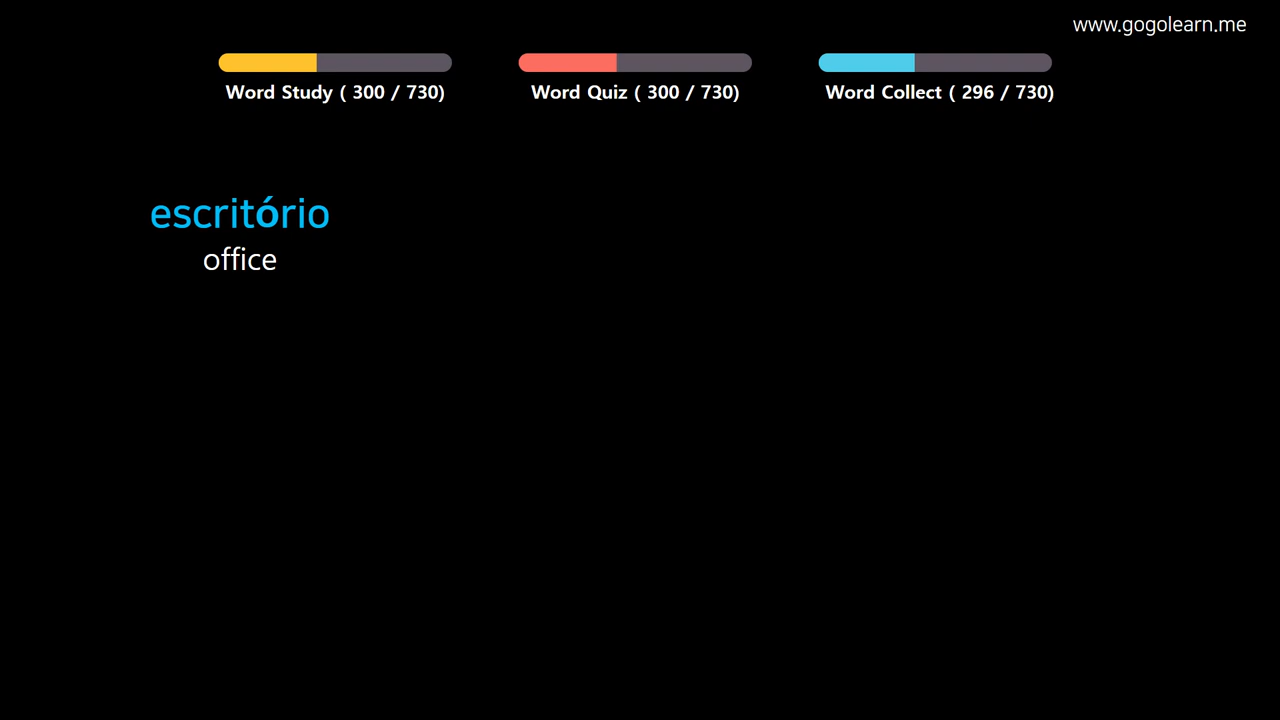 www.gogolearn.me
Word Study ( 300 / 730)
Word Quiz ( 300 / 730)
Word Collect ( 296 / 730)
escritório
office